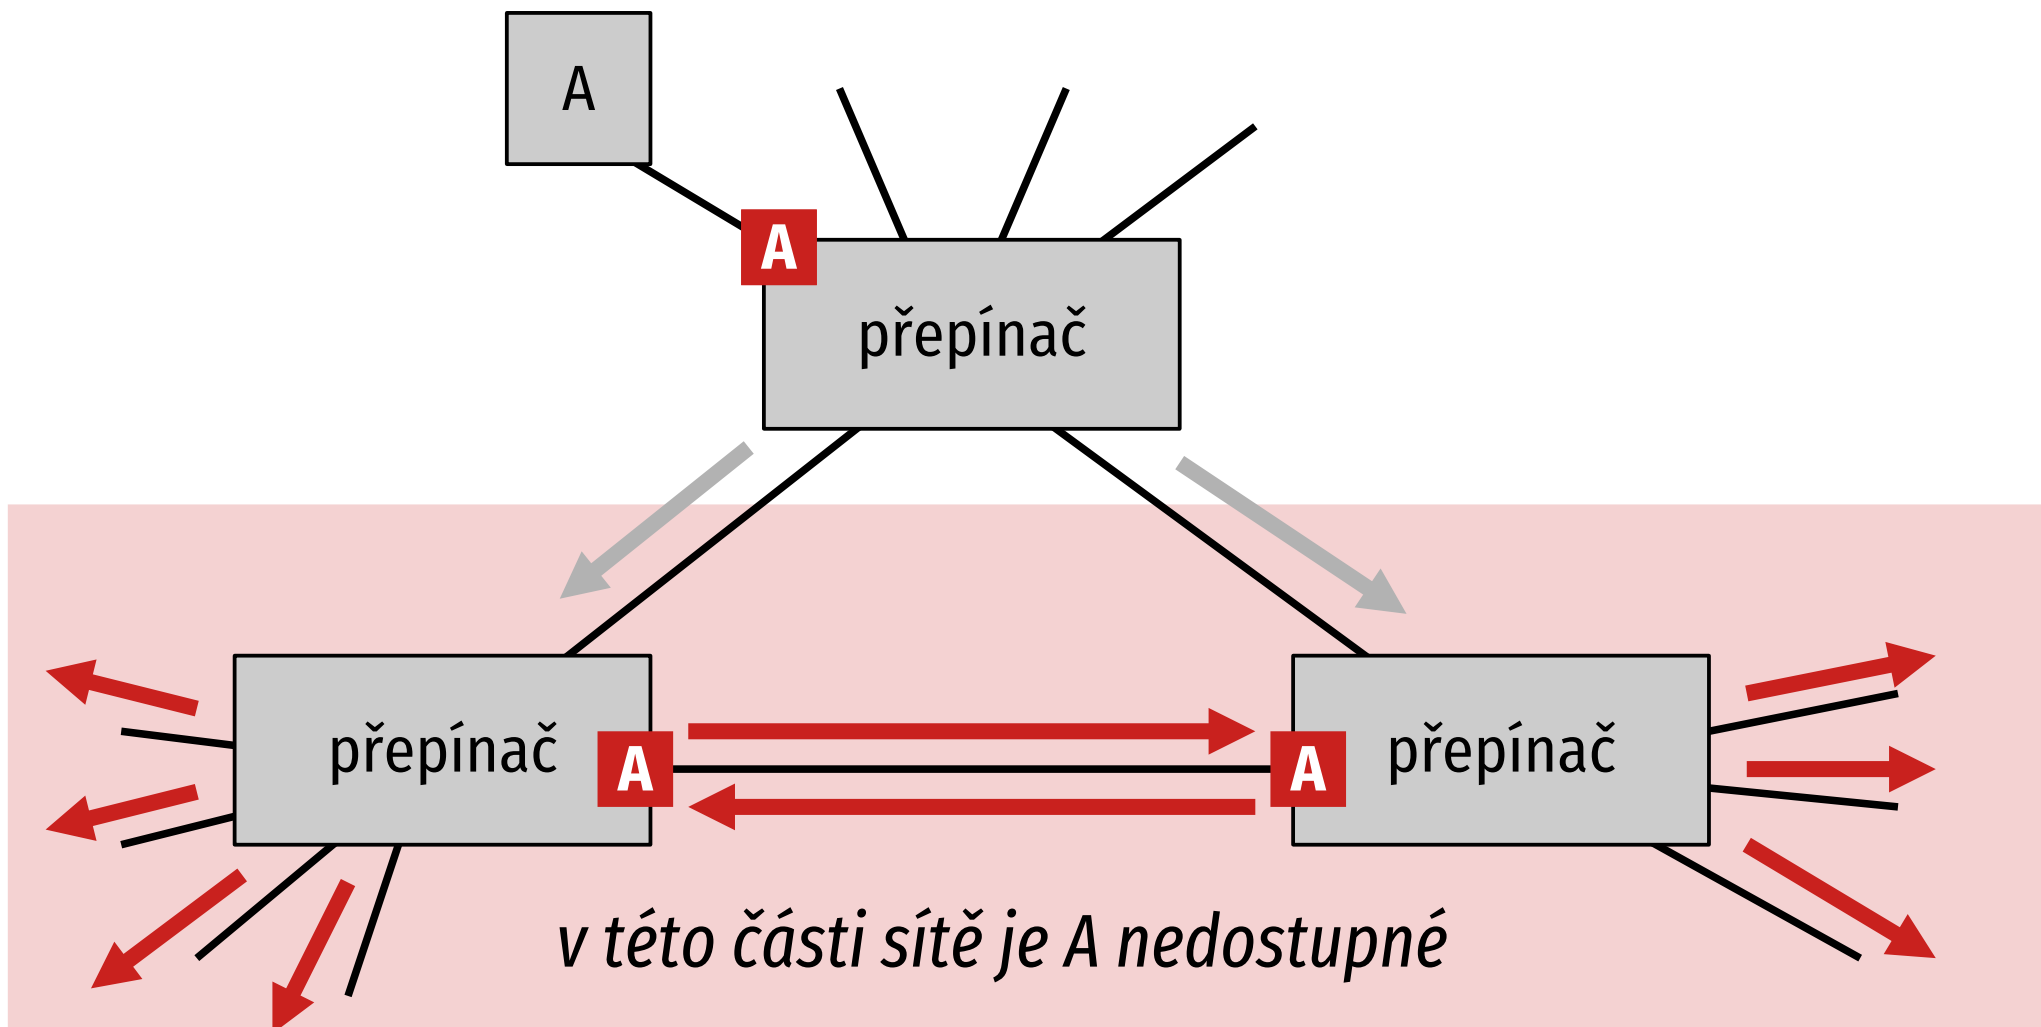 A
A
přepínač
přepínač
A
A
přepínač
v této části sítě je A nedostupné